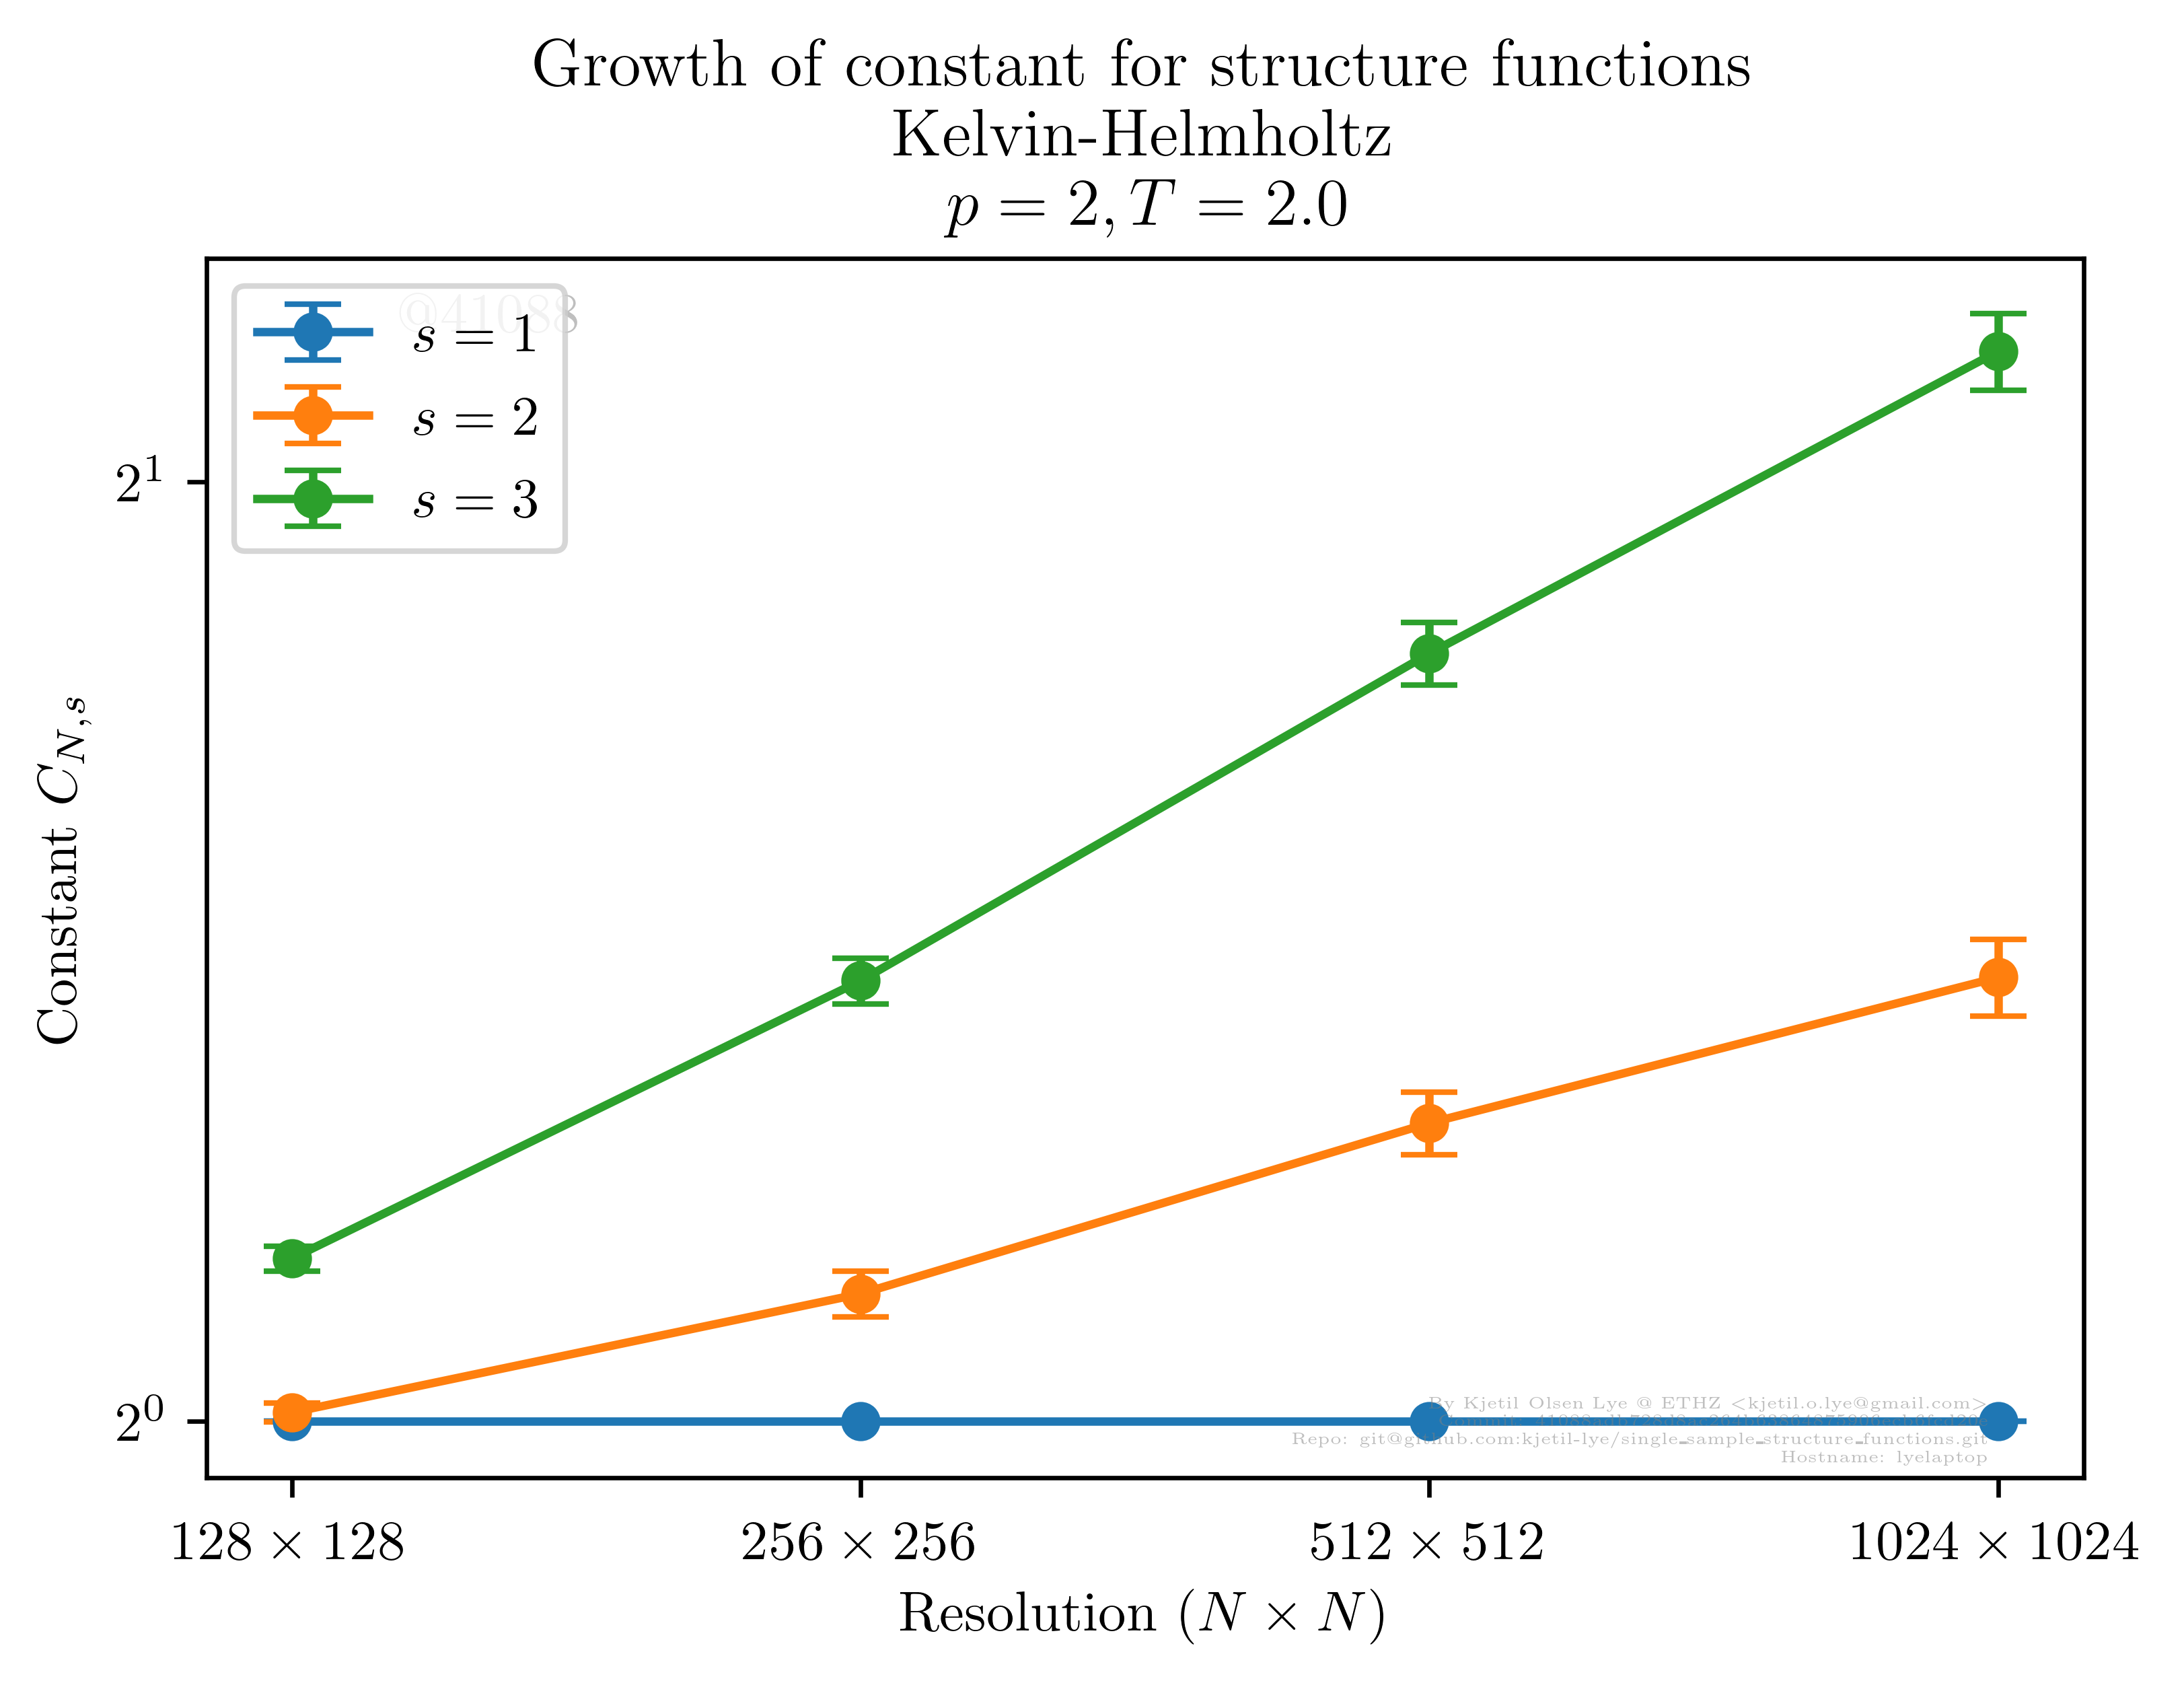 Growth of constant for structure functions
Kelvin-Helmholtz
p = 2, T = 2.0
@41088
s = 1
s = 2
s = 3
2^1
2^0
Constant C_{N,s}
By Kjetil Olsen Lye @ ETHZ <kjetil.o.lye@gmail.com>
Repo: git@github.com:kjetil-lye/single_sample_structure_functions.git
Hostname: lyelaptop
128 × 128
256 × 256
512 × 512
1024 × 1024
Resolution (N × N)